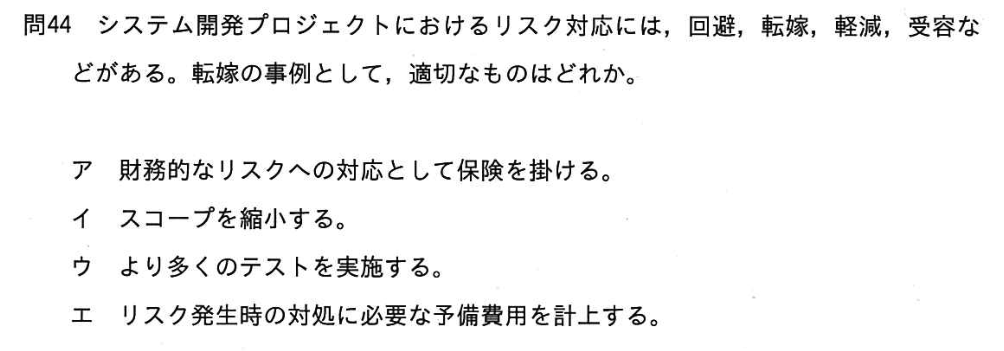 問44 システム開発プロジェクトにおけるリスク対応には，回避，転嫁，軽減，受容な
どがある。転嫁の事例として，適切なものはどれか。
ア 財務的なリスクへの対応として保険を掛ける。
イ スコープを縮小する。
ウ より多くのテストを実施する。
エ リスク発生時の対処に必要な予備費用を計上する。